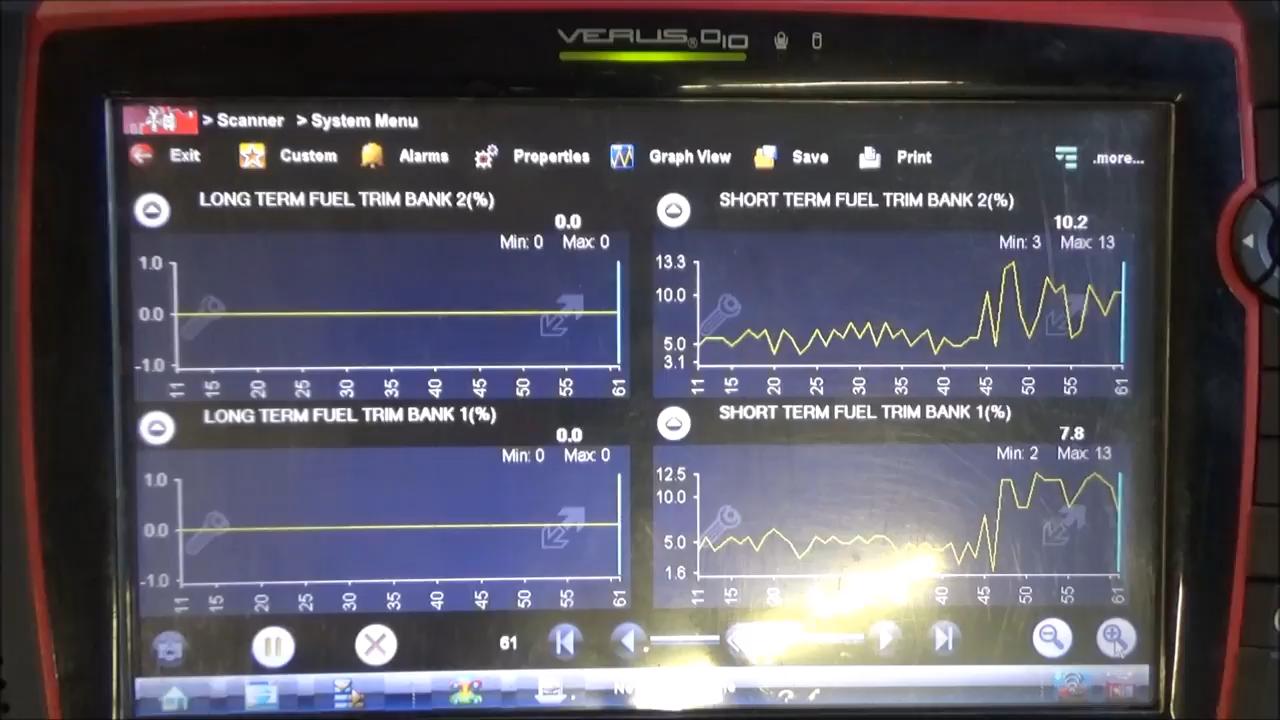 VERUS® D10
> Scanner > System Menu
Exit Custom Alarms Properties Graph View Save Print .more...
LONG TERM FUEL TRIM BANK 2(%)
0.0
Min: 0 Max: 0
1.0
0.0
-1.0
11 15 20 25 30 35 40 45 50 55 61
SHORT TERM FUEL TRIM BANK 2(%)
10.2
Min: 3 Max: 13
13.3
10.0
5.0
3.1
11 15 20 25 30 35 40 45 50 55 61
LONG TERM FUEL TRIM BANK 1(%)
0.0
Min: 0 Max: 0
1.0
0.0
-1.0
11 15 20 25 30 35 40 45 50 55 61
SHORT TERM FUEL TRIM BANK 1(%)
7.8
Min: 2 Max: 13
12.5
10.0
5.0
1.6
11 15 20 25 30 35 40 45 50 55 61
61